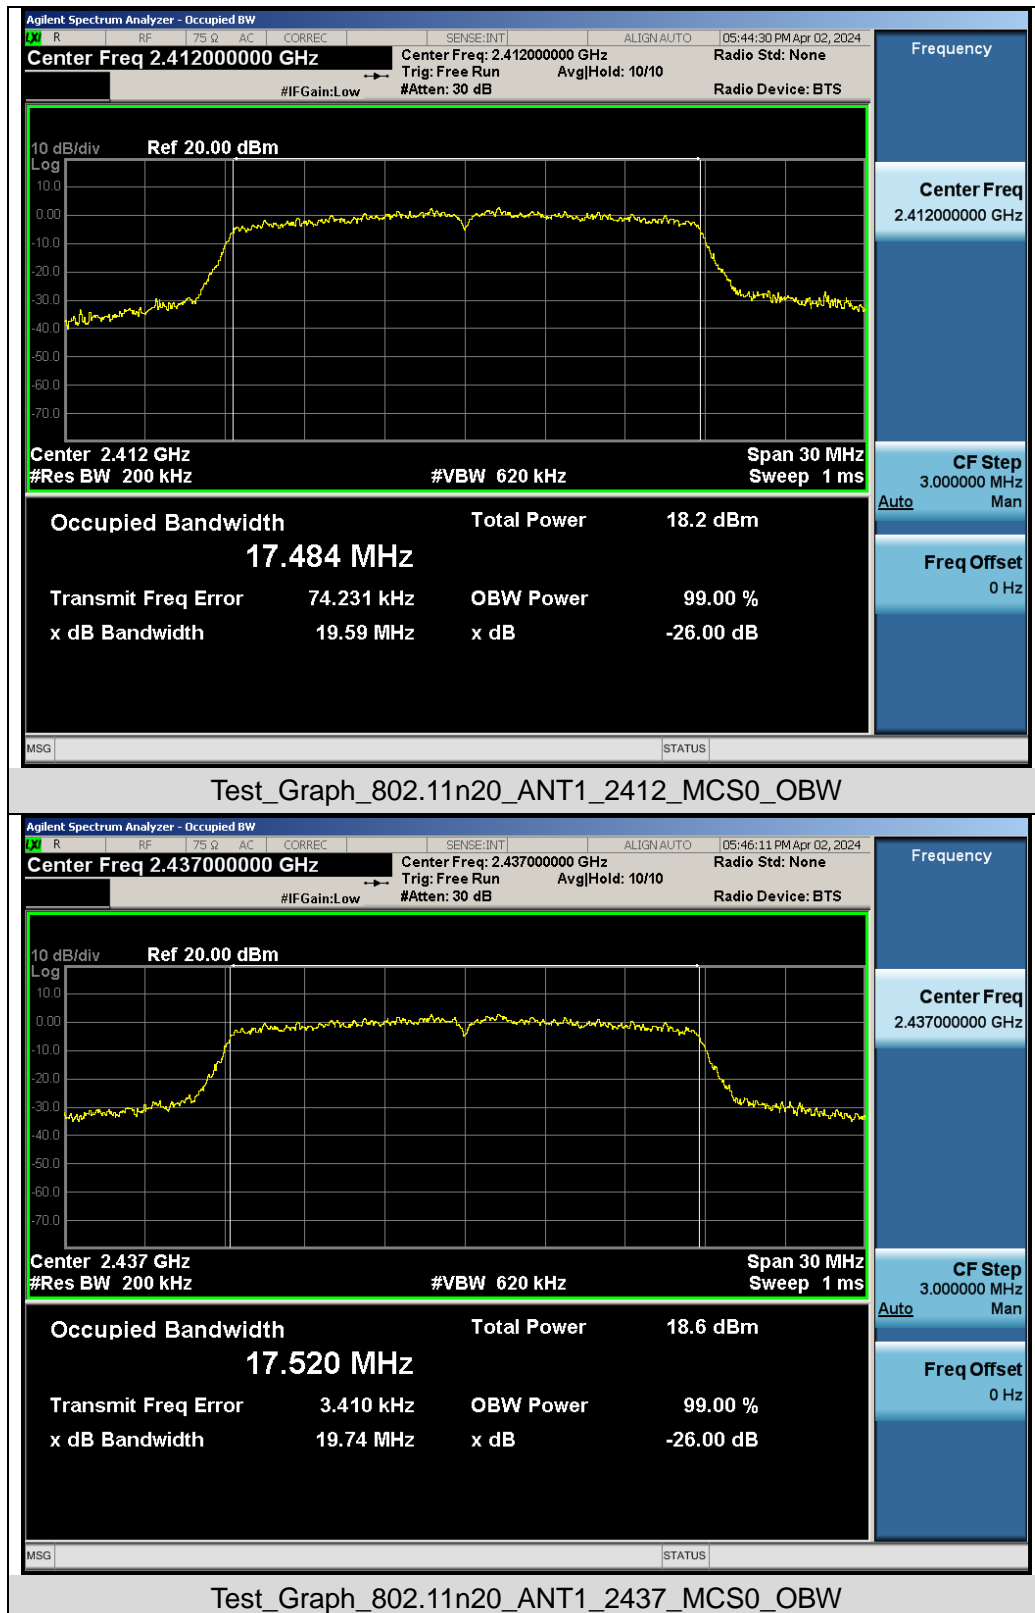 Agilent Spectrum Analyzer - Occupied BW
LXI R RF 75 Ω AC CORREC SENSE:INT ALIGN AUTO 05:44:30 PM Apr 02, 2024
Center Freq 2.412000000 GHz
Center Freq: 2.412000000 GHz
Radio Std: None
Trig: Free Run Avg|Hold: 10/10
#IFGain:Low
#Atten: 30 dB
Radio Device: BTS
Frequency
10 dB/div Ref 20.00 dBm
Log
10.0
0.00
-10.0
-20.0
-30.0
-40.0
-50.0
-60.0
-70.0
Center 2.412 GHz Span 30 MHz
#Res BW 200 kHz #VBW 620 kHz Sweep 1 ms
Center Freq
2.412000000 GHz
CF Step
3.000000 MHz
Auto Man
Freq Offset
0 Hz
Occupied Bandwidth Total Power 18.2 dBm
17.484 MHz
Transmit Freq Error 74.231 kHz OBW Power 99.00 %
x dB Bandwidth 19.59 MHz x dB -26.00 dB
MSG STATUS
Test_Graph_802.11n20_ANT1_2412_MCS0_OBW
Agilent Spectrum Analyzer - Occupied BW
LXI R RF 75 Ω AC CORREC SENSE:INT ALIGN AUTO 05:46:11 PM Apr 02, 2024
Center Freq 2.437000000 GHz
Center Freq: 2.437000000 GHz
Radio Std: None
Trig: Free Run Avg|Hold: 10/10
#IFGain:Low
#Atten: 30 dB
Radio Device: BTS
Frequency
10 dB/div Ref 20.00 dBm
Log
10.0
0.00
-10.0
-20.0
-30.0
-40.0
-50.0
-60.0
-70.0
Center 2.437 GHz Span 30 MHz
#Res BW 200 kHz #VBW 620 kHz Sweep 1 ms
Center Freq
2.437000000 GHz
CF Step
3.000000 MHz
Auto Man
Freq Offset
0 Hz
Occupied Bandwidth Total Power 18.6 dBm
17.520 MHz
Transmit Freq Error 3.410 kHz OBW Power 99.00 %
x dB Bandwidth 19.74 MHz x dB -26.00 dB
MSG STATUS
Test_Graph_802.11n20_ANT1_2437_MCS0_OBW